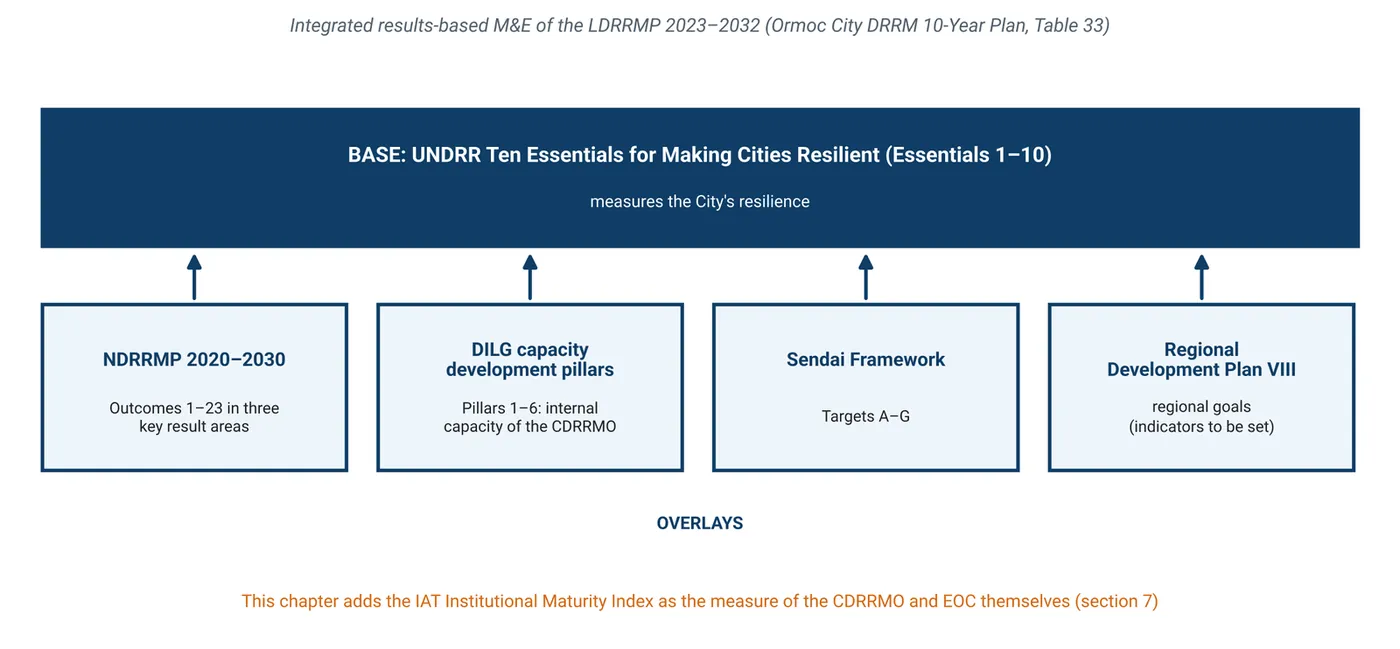 Integrated results-based M&E of the LDRRMP 2023–2032 (Ormoc City DRRM 10-Year Plan, Table 33)
BASE: UNDRR Ten Essentials for Making Cities Resilient (Essentials 1–10)
measures the City's resilience
NDRRMP 2020–2030
Outcomes 1–23 in three
key result areas
DILG capacity
development pillars
Pillars 1–6: internal
capacity of the CDRRMO
Sendai Framework
Targets A–G
Regional
Development Plan VIII
regional goals
(indicators to be set)
OVERLAYS
This chapter adds the IAT Institutional Maturity Index as the measure of the CDRRMO and EOC themselves (section 7)